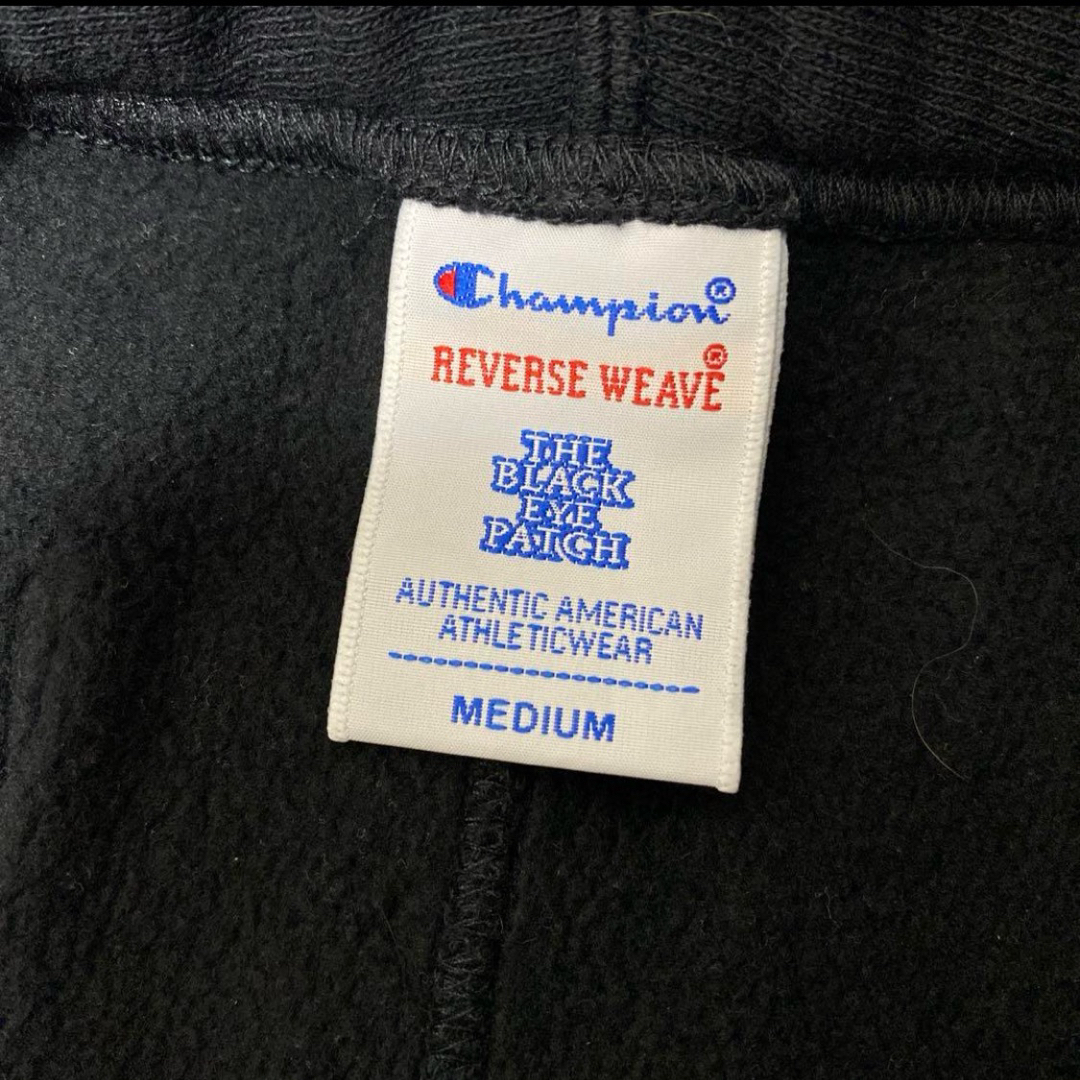 Champion®
REVERSE WEAVE®
THE
BLACK
EYE
PATCH
AUTHENTIC AMERICAN
ATHLETICWEAR
MEDIUM